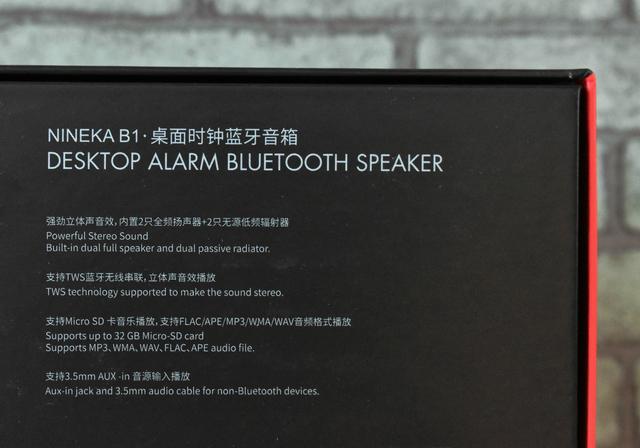 NINEKA B1·桌面时钟蓝牙音箱
DESKTOP ALARM BLUETOOTH SPEAKER
强劲立体声音效,内置2只全频扬声器+2只无源低频辐射器
Powerful Stereo Sound
Built-in dual full speaker and dual passive radiator.
支持TWS蓝牙无线串联,立体声音效播放
TWS technology supported to make the sound stereo.
支持Micro SD 卡音乐播放,支持FLAC/APE/MP3/WMA/WAV音频格式播放
Supports up to 32 GB Micro-SD card
Supports MP3、WMA、WAV、FLAC、APE audio file.
支持3.5mm AUX -in 音源输入播放
Aux-in jack and 3.5mm audio cable for non-Bluetooth devices.